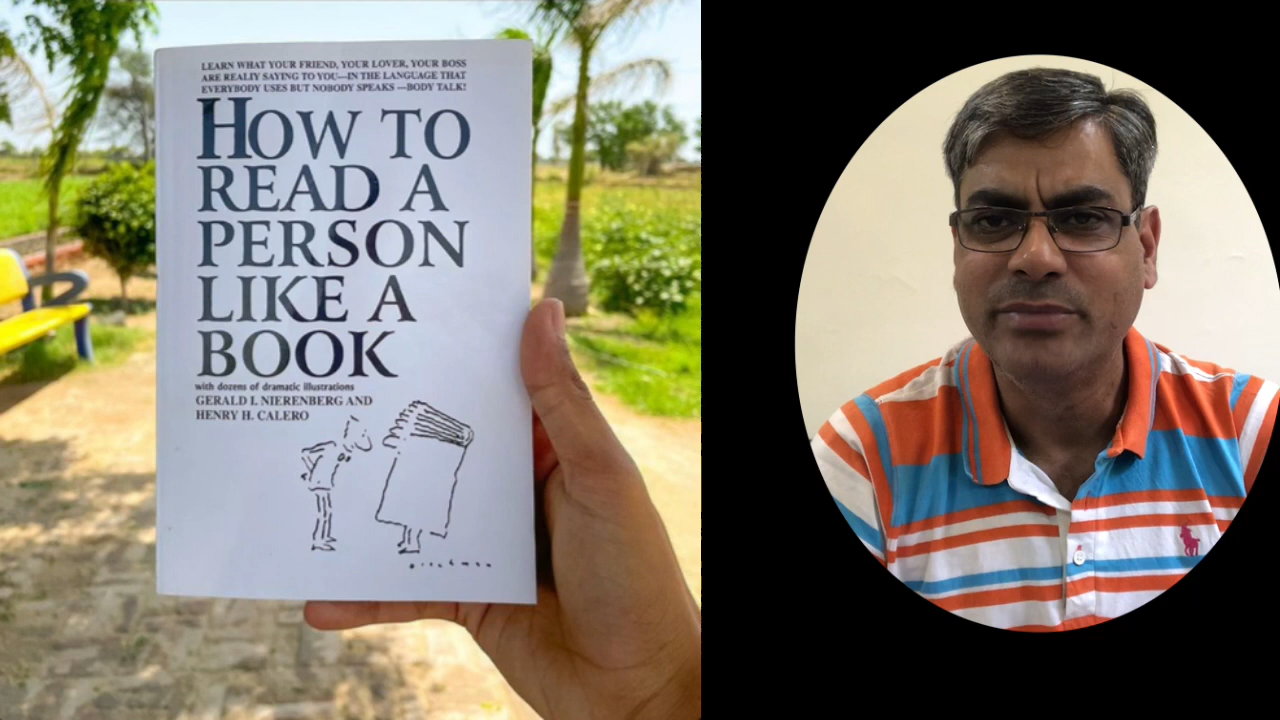 LEARN WHAT YOUR FRIEND, YOUR LOVER, YOUR BOSS
ARE REALIY SAYING TO YOU—IN THE LANGUAGE THAT
EVERYBODY USES BUT NOBODY SPEAKS —BODY TALK!
HOW TO
READ A
PERSON
LIKE A
BOOK
with dozens of dramatic illustrations
GERALD I. NIERENBERG AND
HENRY H. CALERO